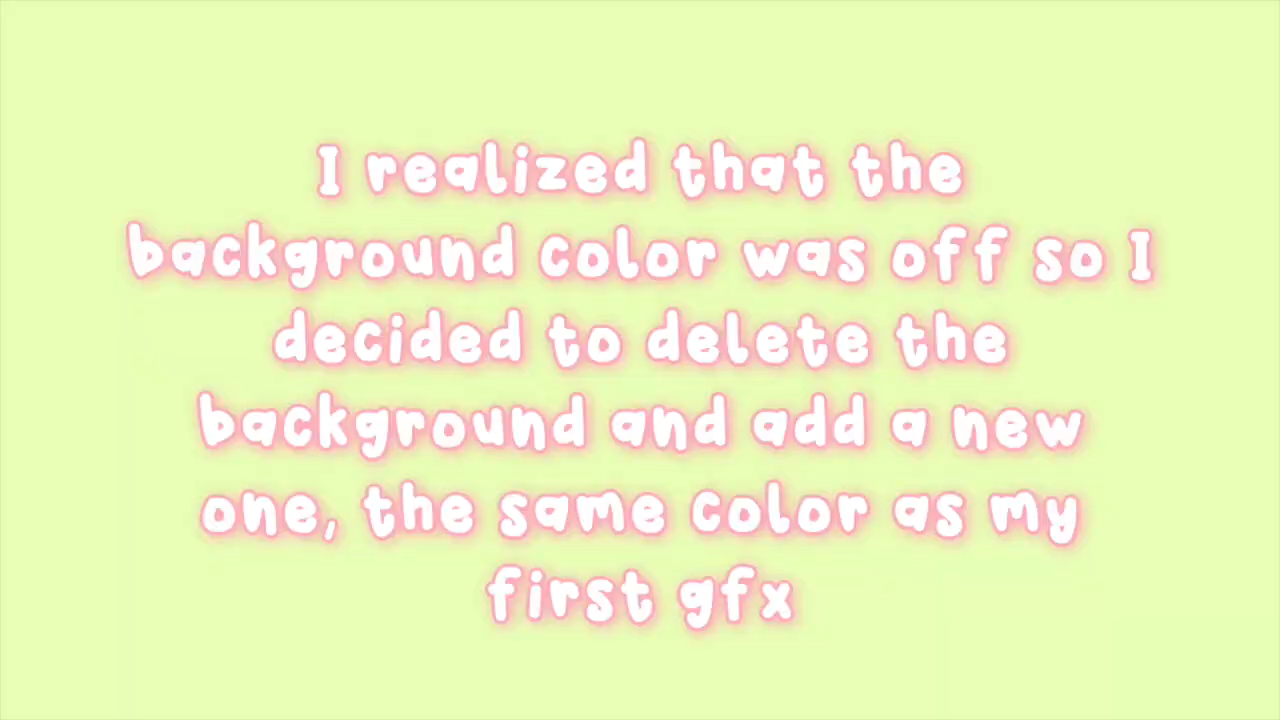 I realized that the
background color was off so I
decided to delete the
background and add a new
one, the same color as my
first gfx